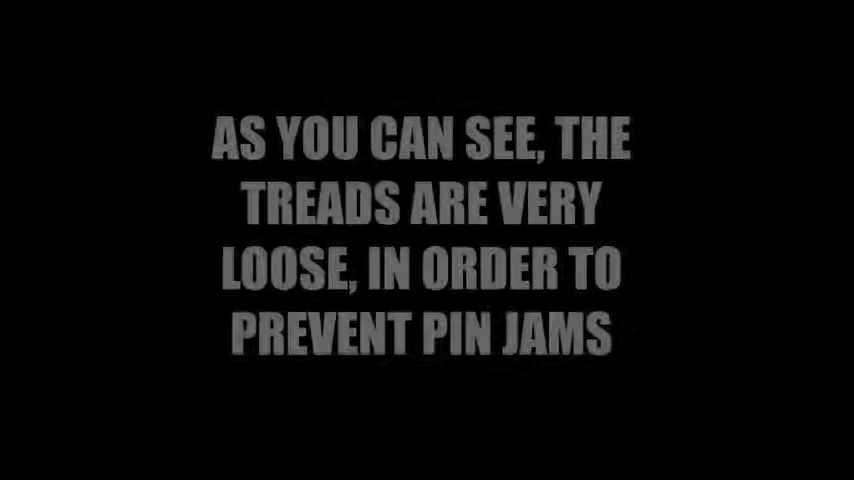 AS YOU CAN SEE, THE
TREADS ARE VERY
LOOSE, IN ORDER TO
PREVENT PIN JAMS